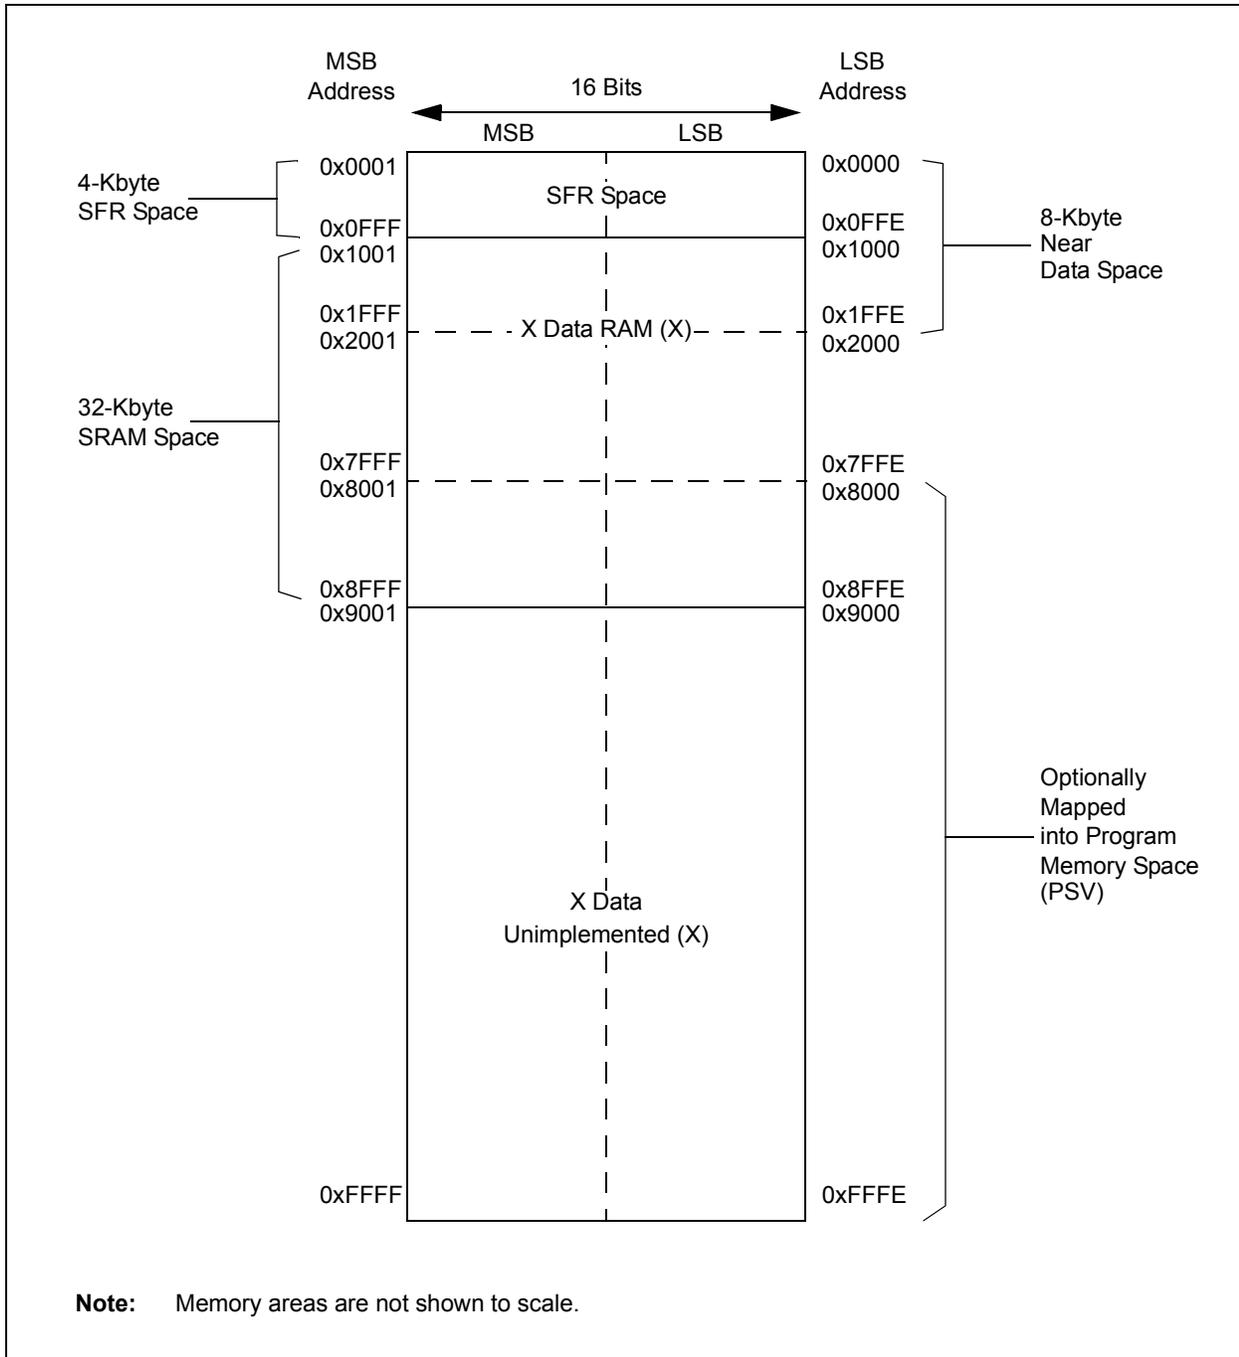 MSB
Address
16 Bits
LSB
Address
MSB
LSB
4-Kbyte
SFR Space
0x0001
0x0FFF
0x1001
SFR Space
0x0000
0x0FFE
0x1000
8-Kbyte
Near
Data Space
0x1FFF
0x2001
X Data RAM (X)
0x1FFE
0x2000
32-Kbyte
SRAM Space
0x7FFF
0x8001
0x7FFE
0x8000
0x8FFF
0x9001
0x8FFE
0x9000
Optionally
Mapped
into Program
Memory Space
(PSV)
X Data
Unimplemented (X)
0xFFFF
0xFFFE
Note: Memory areas are not shown to scale.